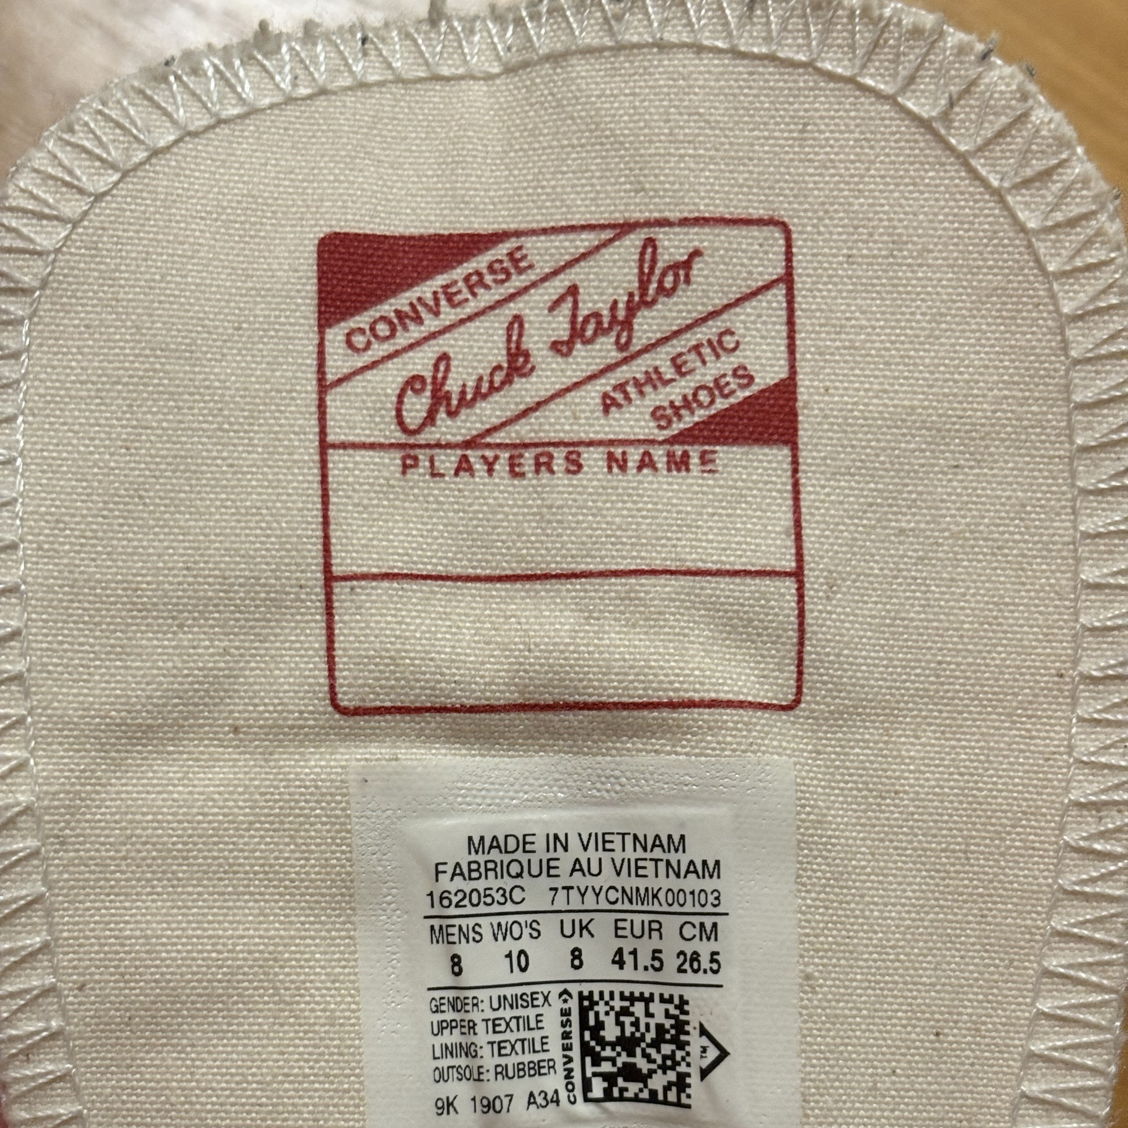 CONVERSE
Chuck Taylor
ATHLETIC
SHOES
PLAYERS NAME
MADE IN VIETNAM
FABRIQUE AU VIETNAM
162053C 7TYYCNMK00103
MENS WO'S UK EUR CM
8 10 8 41.5 26.5
GENDER: UNISEX
UPPER: TEXTILE
LINING: TEXTILE
OUTSOLE: RUBBER
9K 1907 A34
CONVERSE
TM